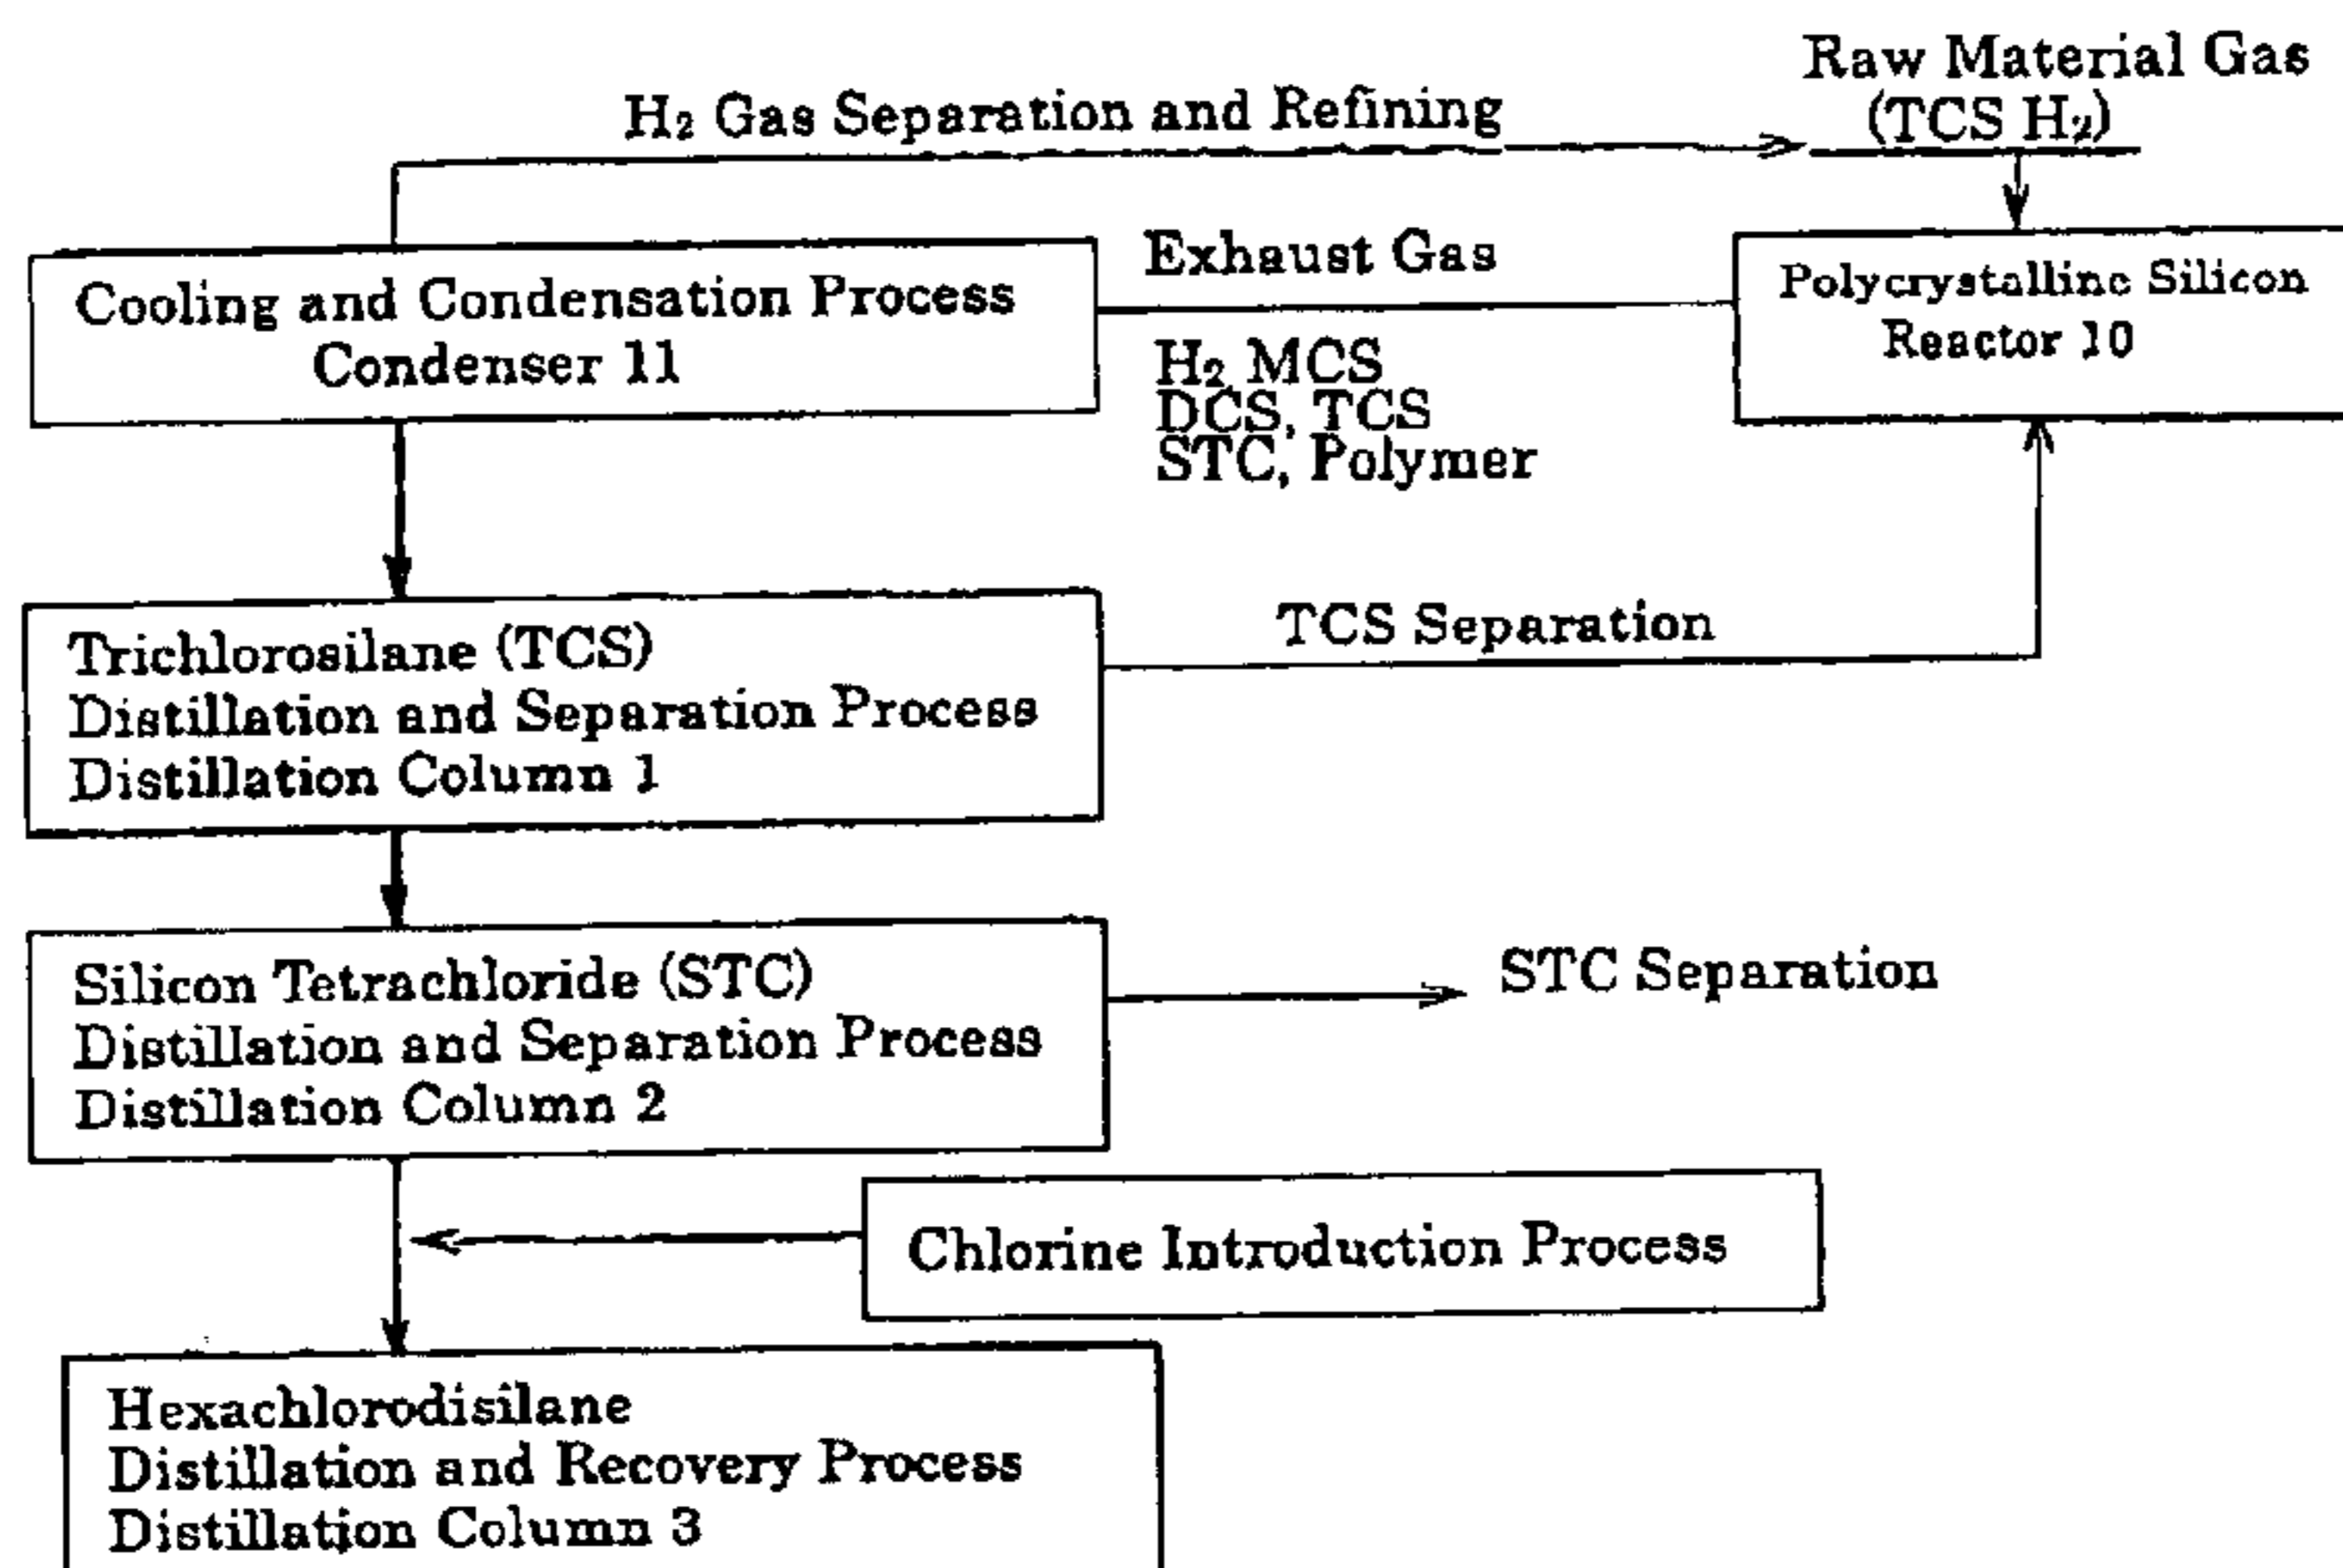 Raw Material Gas
(TCS H₂)
H₂ Gas Separation and Refining
Cooling and Condensation Process
Condenser 11
Exhaust Gas
H₂ MCS
DCS, TCS
STC, Polymer
Polycrystalline Silicon
Reactor 10
Trichlorosilane (TCS)
Distillation and Separation Process
Distillation Column 1
TCS Separation
Silicon Tetrachloride (STC)
Distillation and Separation Process
Distillation Column 2
STC Separation
Chlorine Introduction Process
Hexachlorodisilane
Distillation and Recovery Process
Distillation Column 3